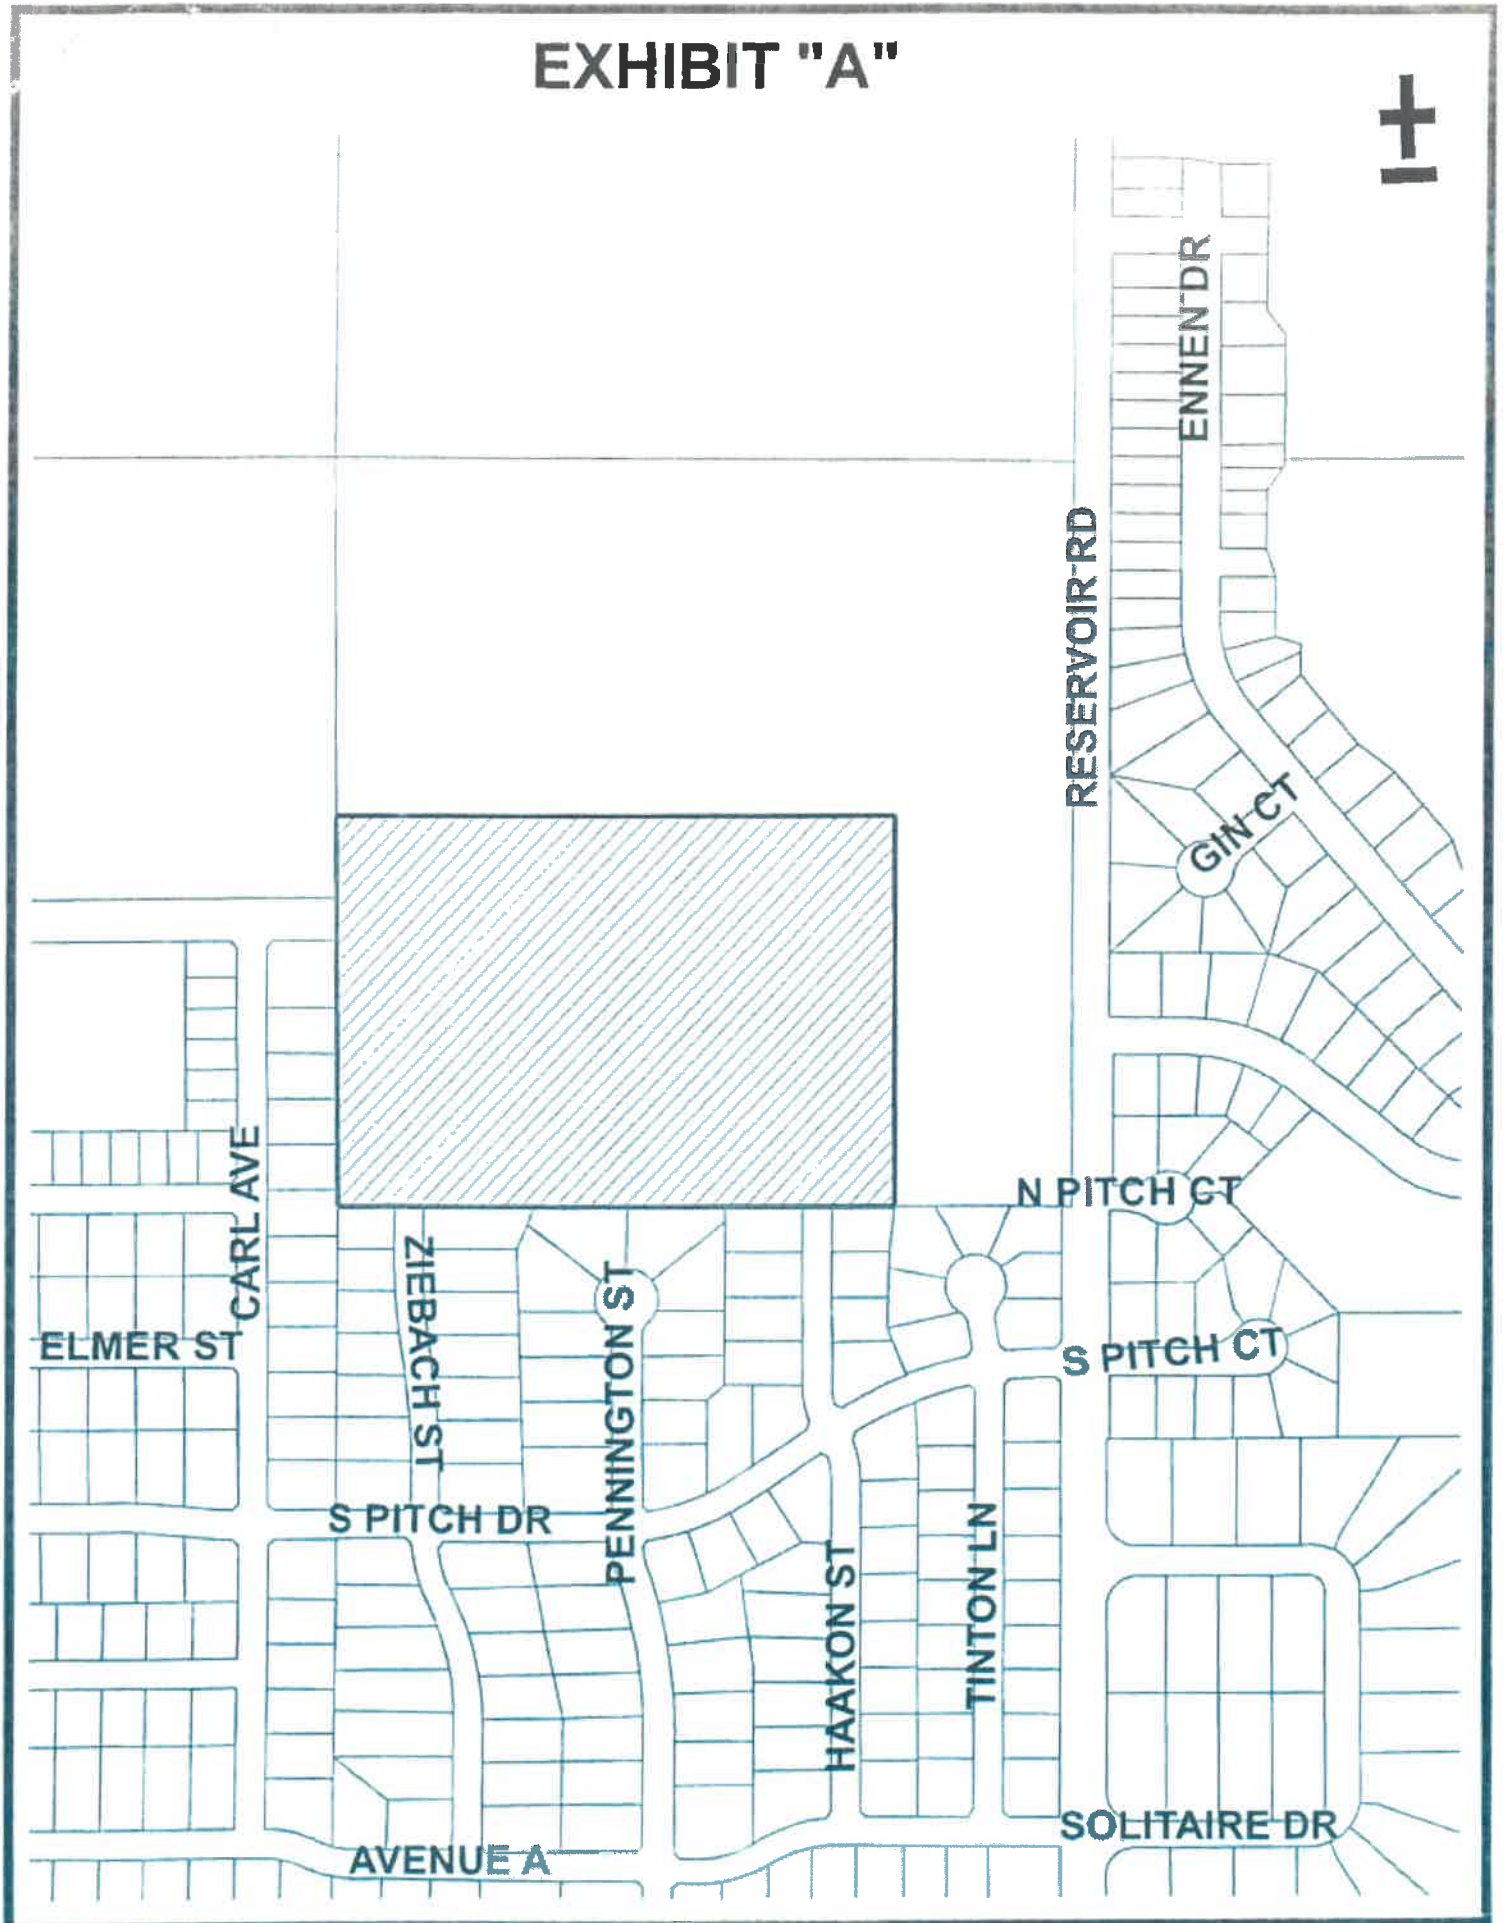 EXHIBIT "A"
ENNEN DR
RESERVOIR RD
GIN CT
N PITCH CT
CARL AVE
ZIEBACH ST
PENNINGTON ST
ELMER ST
S PITCH CT
S PITCH DR
HAAKON ST
TINTON LN
SOLITAIRE DR
AVENUE A